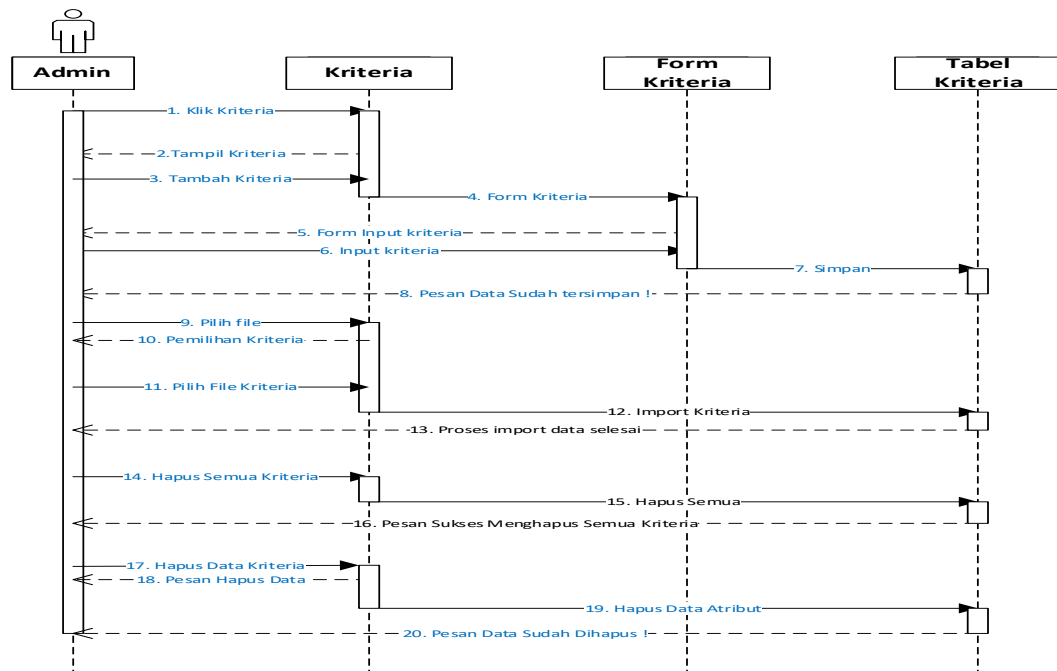 Admin
Kriteria
Form
Kriteria
Tabel
Kriteria
1. Klik Kriteria
2.Tampil Kriteria
3. Tambah Kriteria
4. Form Kriteria
5. Form Input kriteria
6. Input kriteria
7. Simpan
8. Pesan Data Sudah tersimpan !
9. Pilih file
10. Pemilihan Kriteria
11. Pilih File Kriteria
12. Import Kriteria
13. Proses import data selesai
14. Hapus Semua Kriteria
15. Hapus Semua
16. Pesan Sukses Menghapus Semua Kriteria
17. Hapus Data Kriteria
18. Pesan Hapus Data
19. Hapus Data Atribut
20. Pesan Data Sudah Dihapus !